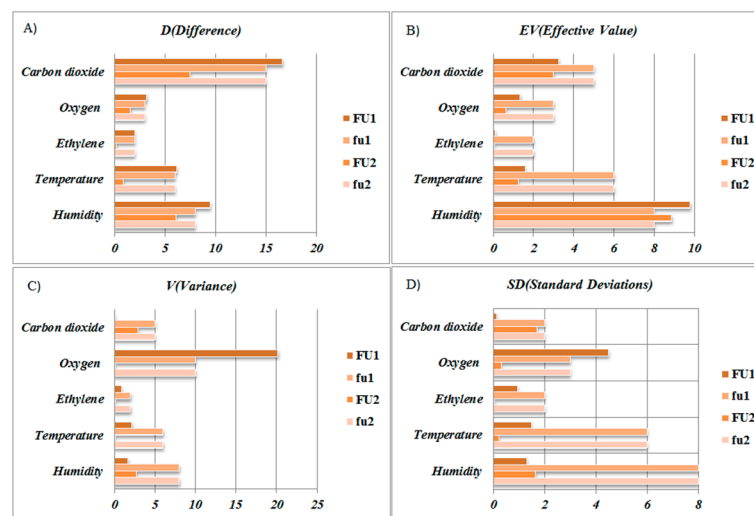 A)
D(Difference)
Carbon dioxide
Oxygen
Ethylene
Temperature
Humidity
0 5 10 15 20
FU1
fu1
FU2
fu2
B)
EV(Effective Value)
Carbon dioxide
Oxygen
Ethylene
Temperature
Humidity
0 2 4 6 8 10
FU1
fu1
FU2
fu2
C)
V(Variance)
Carbon dioxide
Oxygen
Ethylene
Temperature
Humidity
0 5 10 15 20 25
FU1
fu1
FU2
fu2
D)
SD(Standard Deviations)
Carbon dioxide
Oxygen
Ethylene
Temperature
Humidity
0 2 4 6 8
FU1
fu1
FU2
fu2